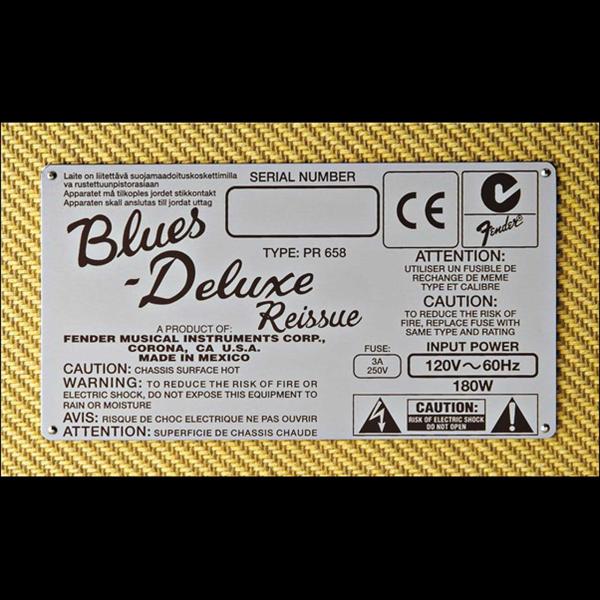 Laite on liitettävä suojamaadoituskoskettimilla
va rustettuunpistorasiaan
Apparatet må tilkoples jordet stikkontakt
Apparaten skall anslutas till jordat uttag
SERIAL NUMBER
CE
Fender®
Blues
-Deluxe
Reissue
TYPE: PR 658
A PRODUCT OF:
FENDER MUSICAL INSTRUMENTS CORP.,
CORONA, CA U.S.A.
MADE IN MEXICO
CAUTION: CHASSIS SURFACE HOT
WARNING: TO REDUCE THE RISK OF FIRE OR
ELECTRIC SHOCK, DO NOT EXPOSE THIS EQUIPMENT TO
RAIN OR MOISTURE
AVIS: RISQUE DE CHOC ELECTRIQUE NE PAS OUVRIR
ATTENTION: SUPERFICIE DE CHASSIS CHAUDE
ATTENTION:
UTILISER UN FUSIBLE DE
RECHANGE DE MEME
TYPE ET CALIBRE
CAUTION:
TO REDUCE THE RISK OF
FIRE, REPLACE FUSE WITH
SAME TYPE AND RATING
FUSE:
3A
250V
INPUT POWER
120V~60Hz
180W
CAUTION:
RISK OF ELECTRIC SHOCK
DO NOT OPEN